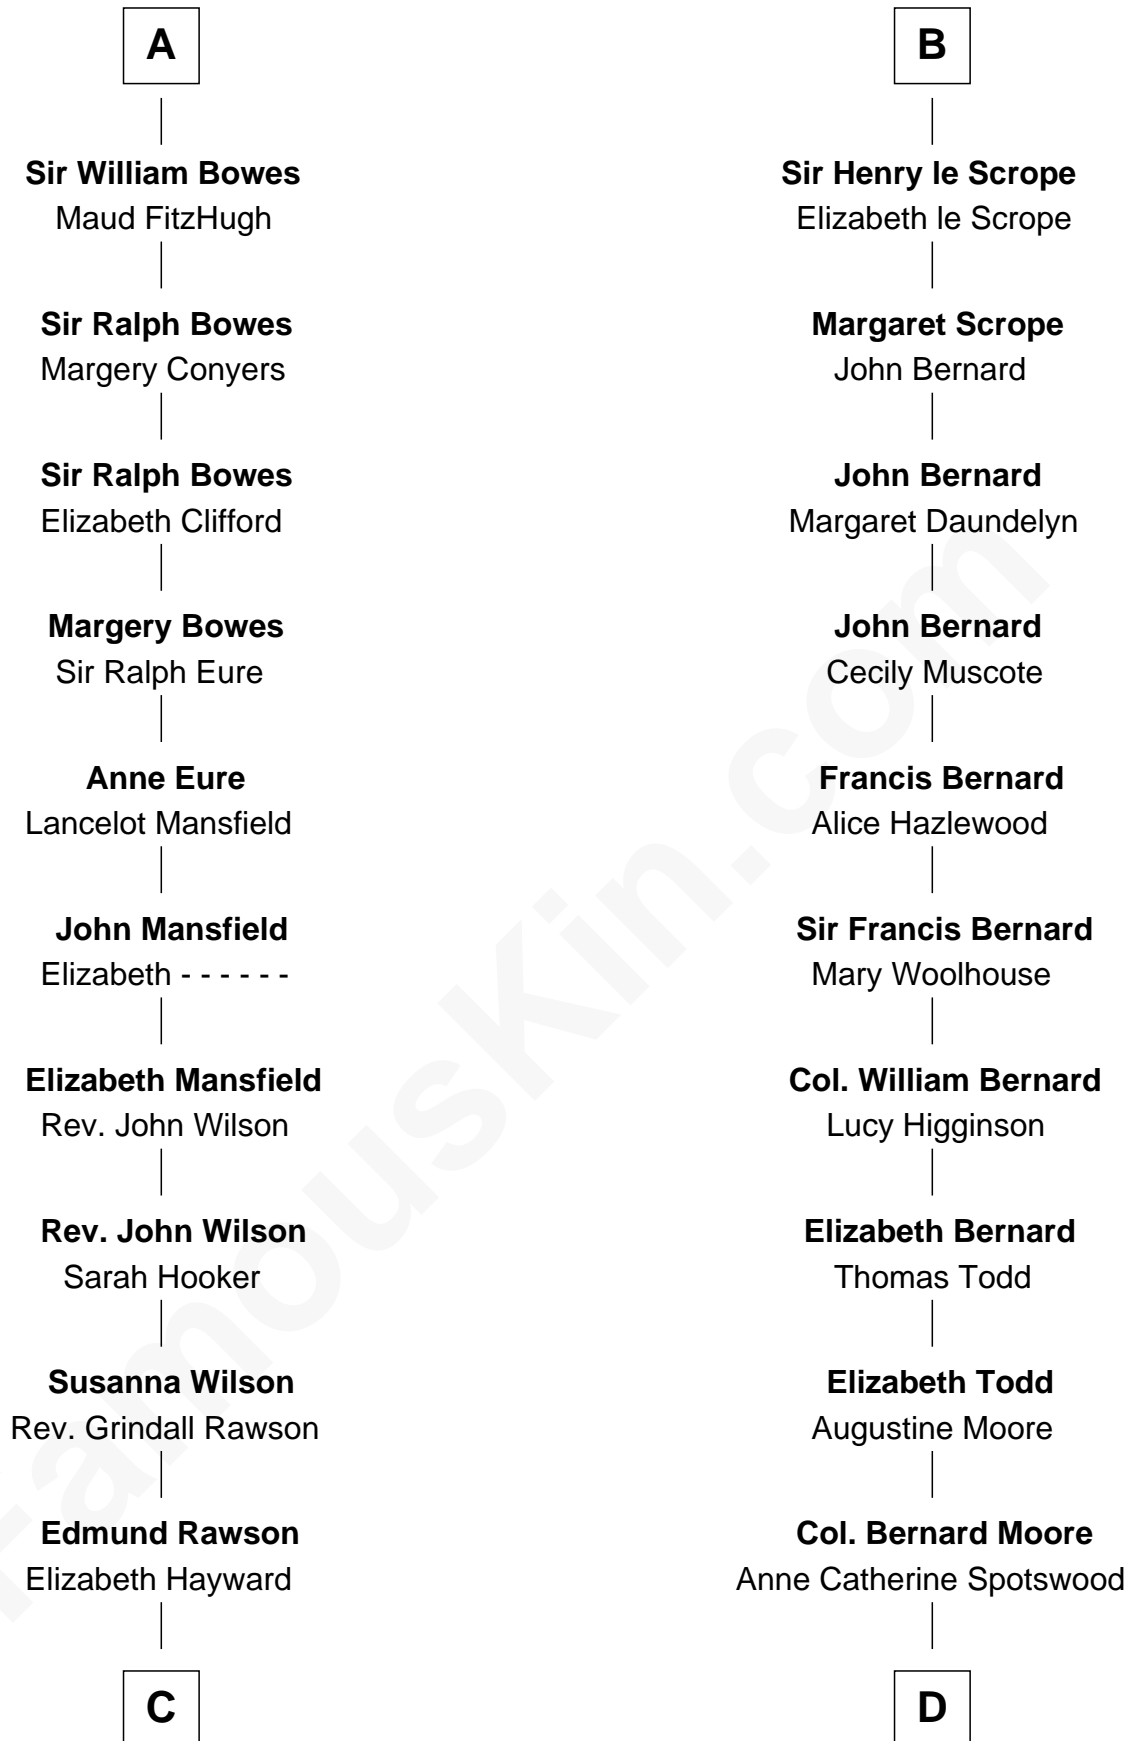 A
Sir William Bowes
Maud FitzHugh
Sir Ralph Bowes
Margery Conyers
Sir Ralph Bowes
Elizabeth Clifford
Margery Bowes
Sir Ralph Eure
Anne Eure
Lancelot Mansfield
John Mansfield
Elizabeth - - - - - -
Elizabeth Mansfield
Rev. John Wilson
Rev. John Wilson
Sarah Hooker
Susanna Wilson
Rev. Grindall Rawson
Edmund Rawson
Elizabeth Hayward
C
B
Sir Henry le Scrope
Elizabeth le Scrope
Margaret Scrope
John Bernard
John Bernard
Margaret Daundelyn
John Bernard
Cecily Muscote
Francis Bernard
Alice Hazlewood
Sir Francis Bernard
Mary Woolhouse
Col. William Bernard
Lucy Higginson
Elizabeth Bernard
Thomas Todd
Elizabeth Todd
Augustine Moore
Col. Bernard Moore
Anne Catherine Spotswood
D
FamousKin.com